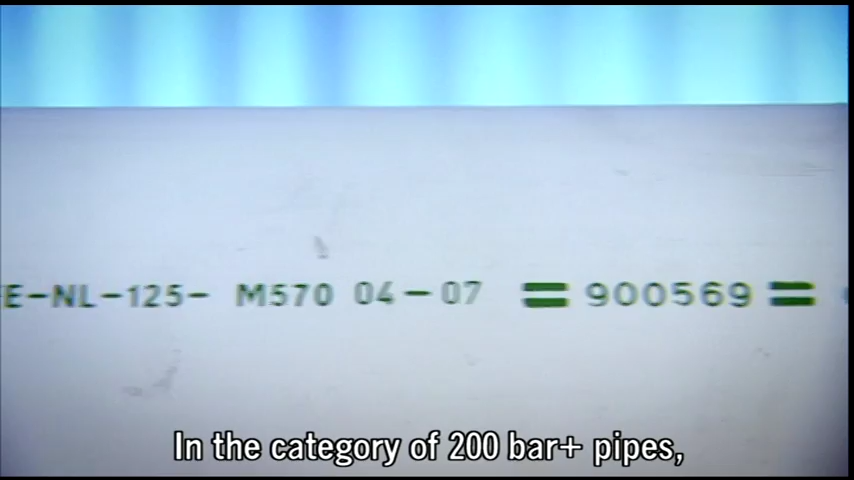 E-NL-125- M570 04-07 = 900569 =
In the category of 200 bar+ pipes,